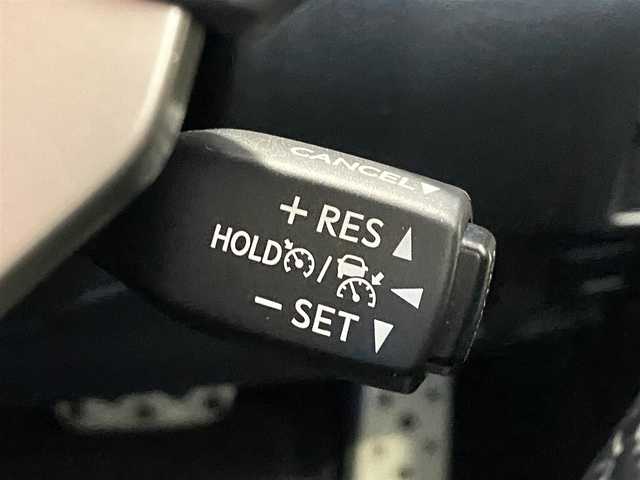 CANCEL
+ RES
HOLD /
− SET